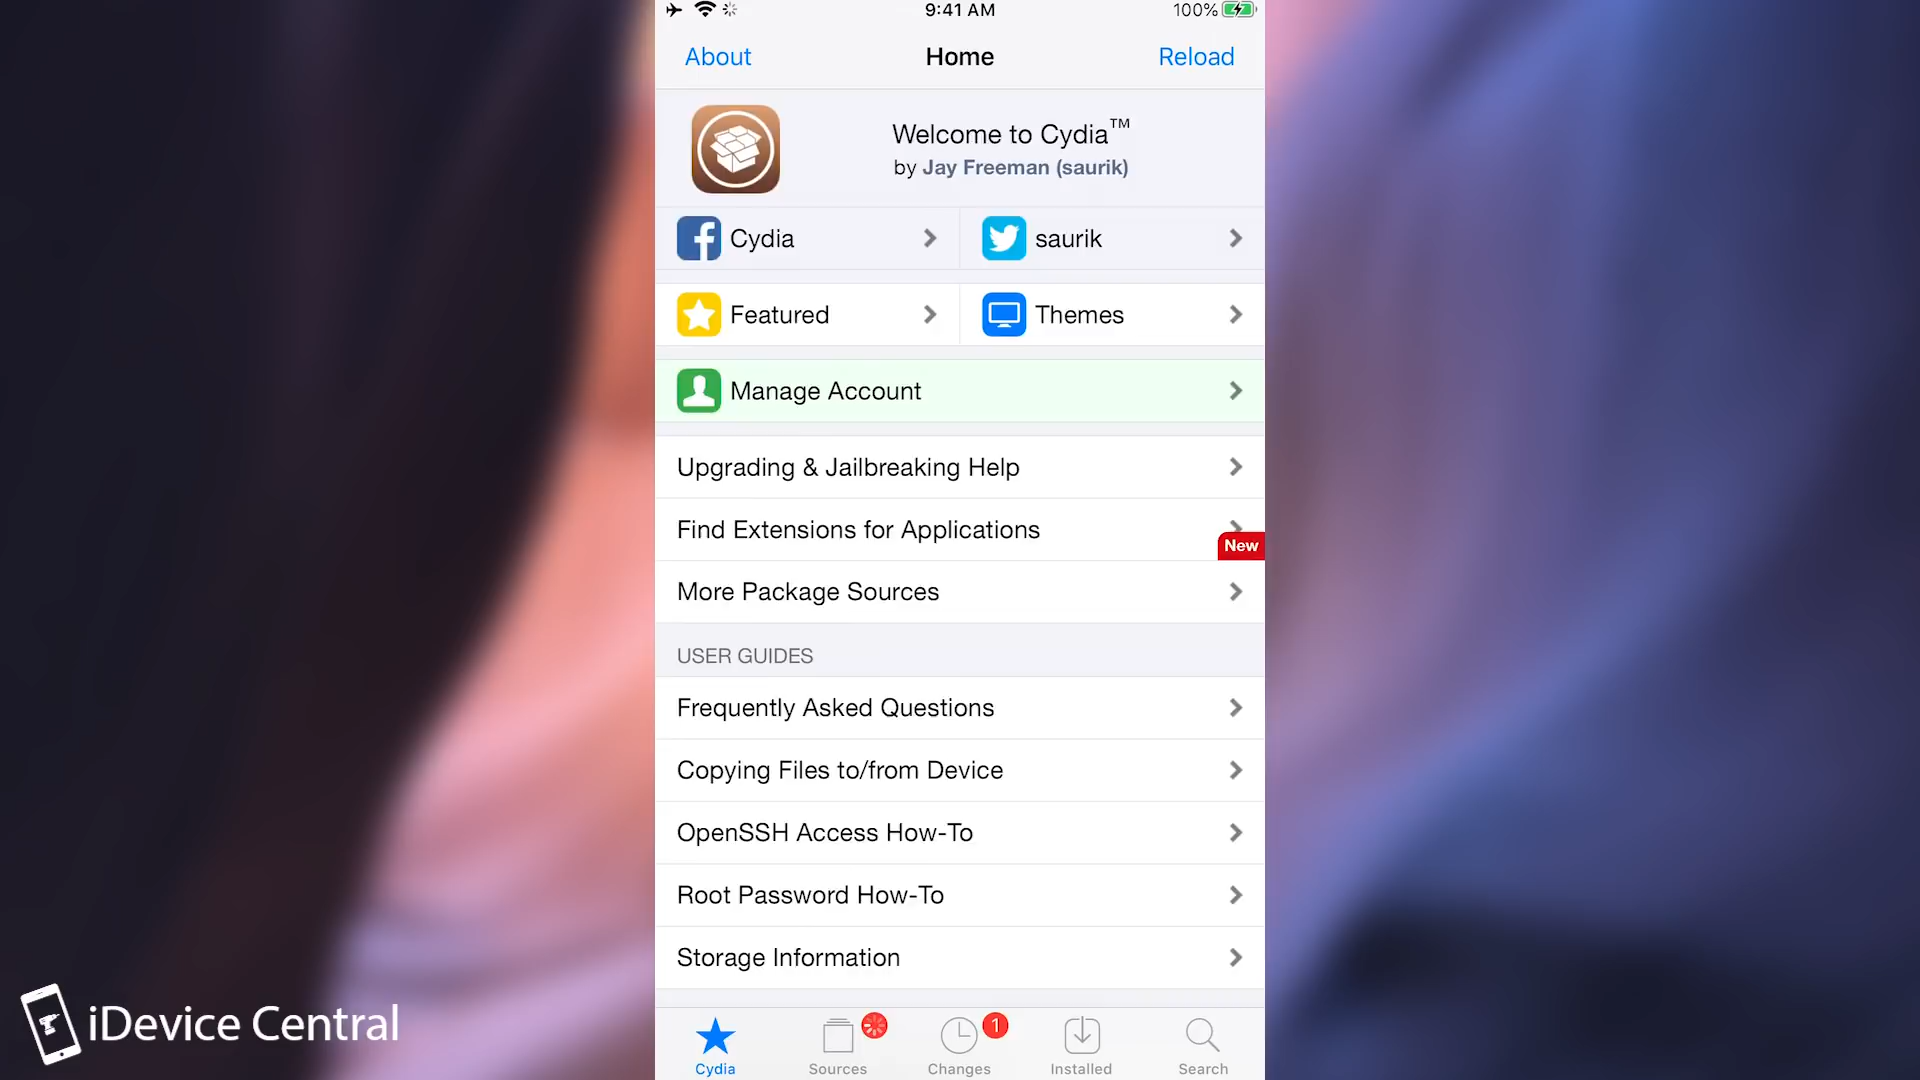 9:41 AM
100%
About
Home
Reload
Welcome to Cydia™
by Jay Freeman (saurik)
Cydia
saurik
Featured
Themes
Manage Account
Upgrading & Jailbreaking Help
Find Extensions for Applications
New
More Package Sources
USER GUIDES
Frequently Asked Questions
Copying Files to/from Device
OpenSSH Access How-To
Root Password How-To
Storage Information
1
Cydia
Sources
Changes
Installed
Search
iDevice Central